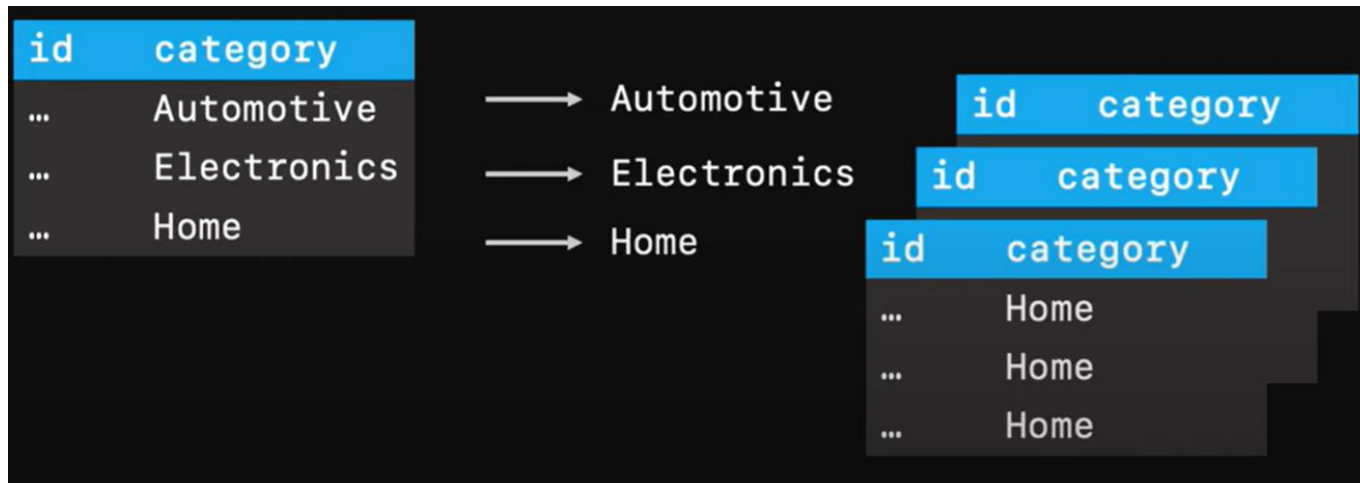 id category
… Automotive
… Electronics
… Home
Automotive
Electronics
Home
id category
id category
id category
… Home
… Home
… Home